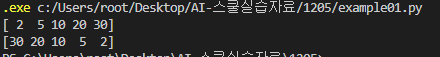 .exe c:/Users/root/Desktop/AI-스쿨실습자료/1205/example01.py
[ 2  5 10 20 30]
[30 20 10  5  2]